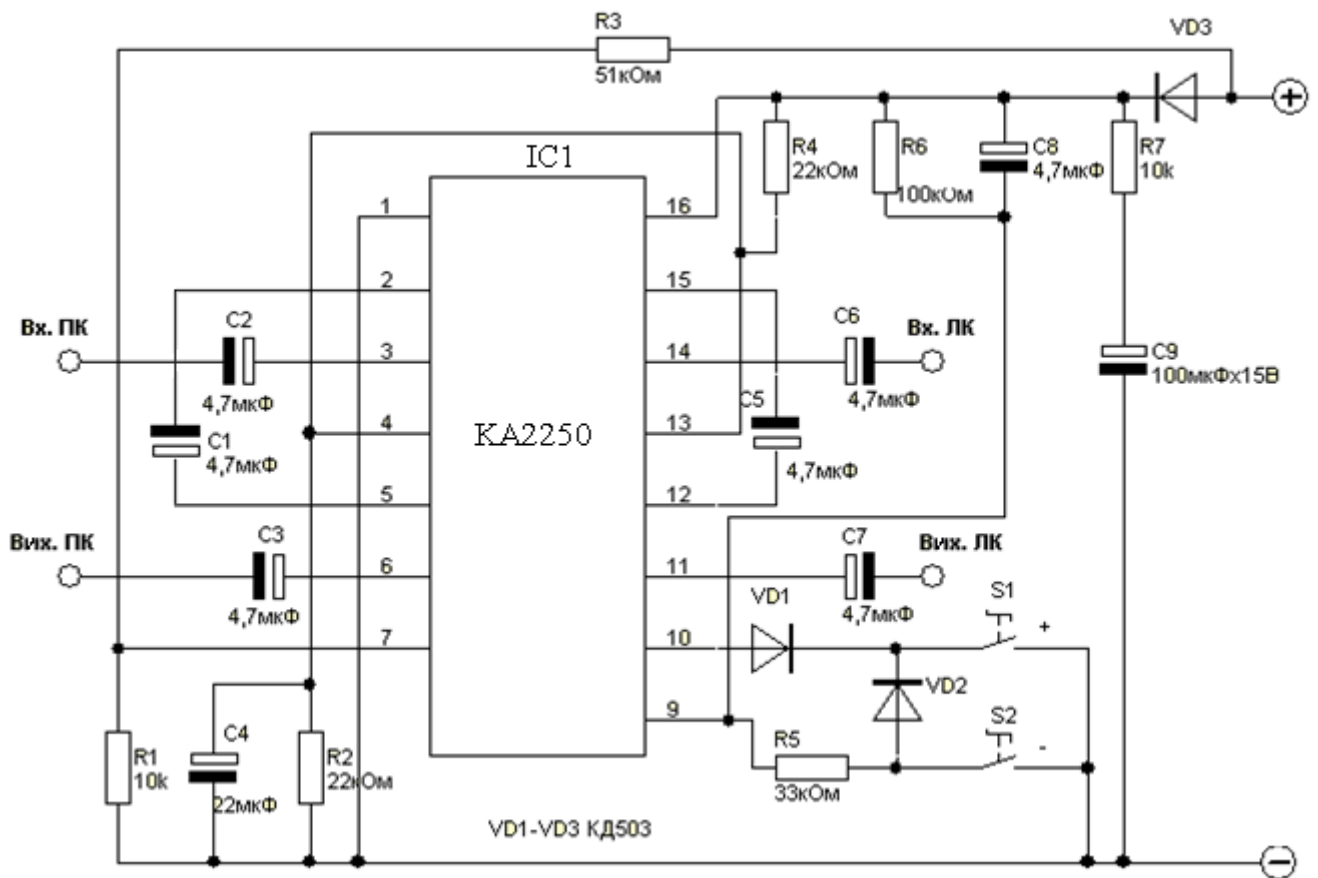 R3
51кОм
VD3
+
IC1
R4
22кОм
R6
100кОм
C8
4,7мкФ
R7
10k
1
16
2
15
Вх. ПК
C2
4,7мкФ
3
14
C6
4,7мкФ
Вх. ЛК
C9
100мкФх15В
C1
4,7мкФ
4
KA2250
13
C5
4,7мкФ
5
12
Вих. ПК
C3
4,7мкФ
6
11
C7
4,7мкФ
Вих. ЛК
7
10
VD1
S1
+
9
VD2
S2
-
R1
10k
C4
22мкФ
R2
22кОм
R5
33кОм
VD1-VD3 КД503
−